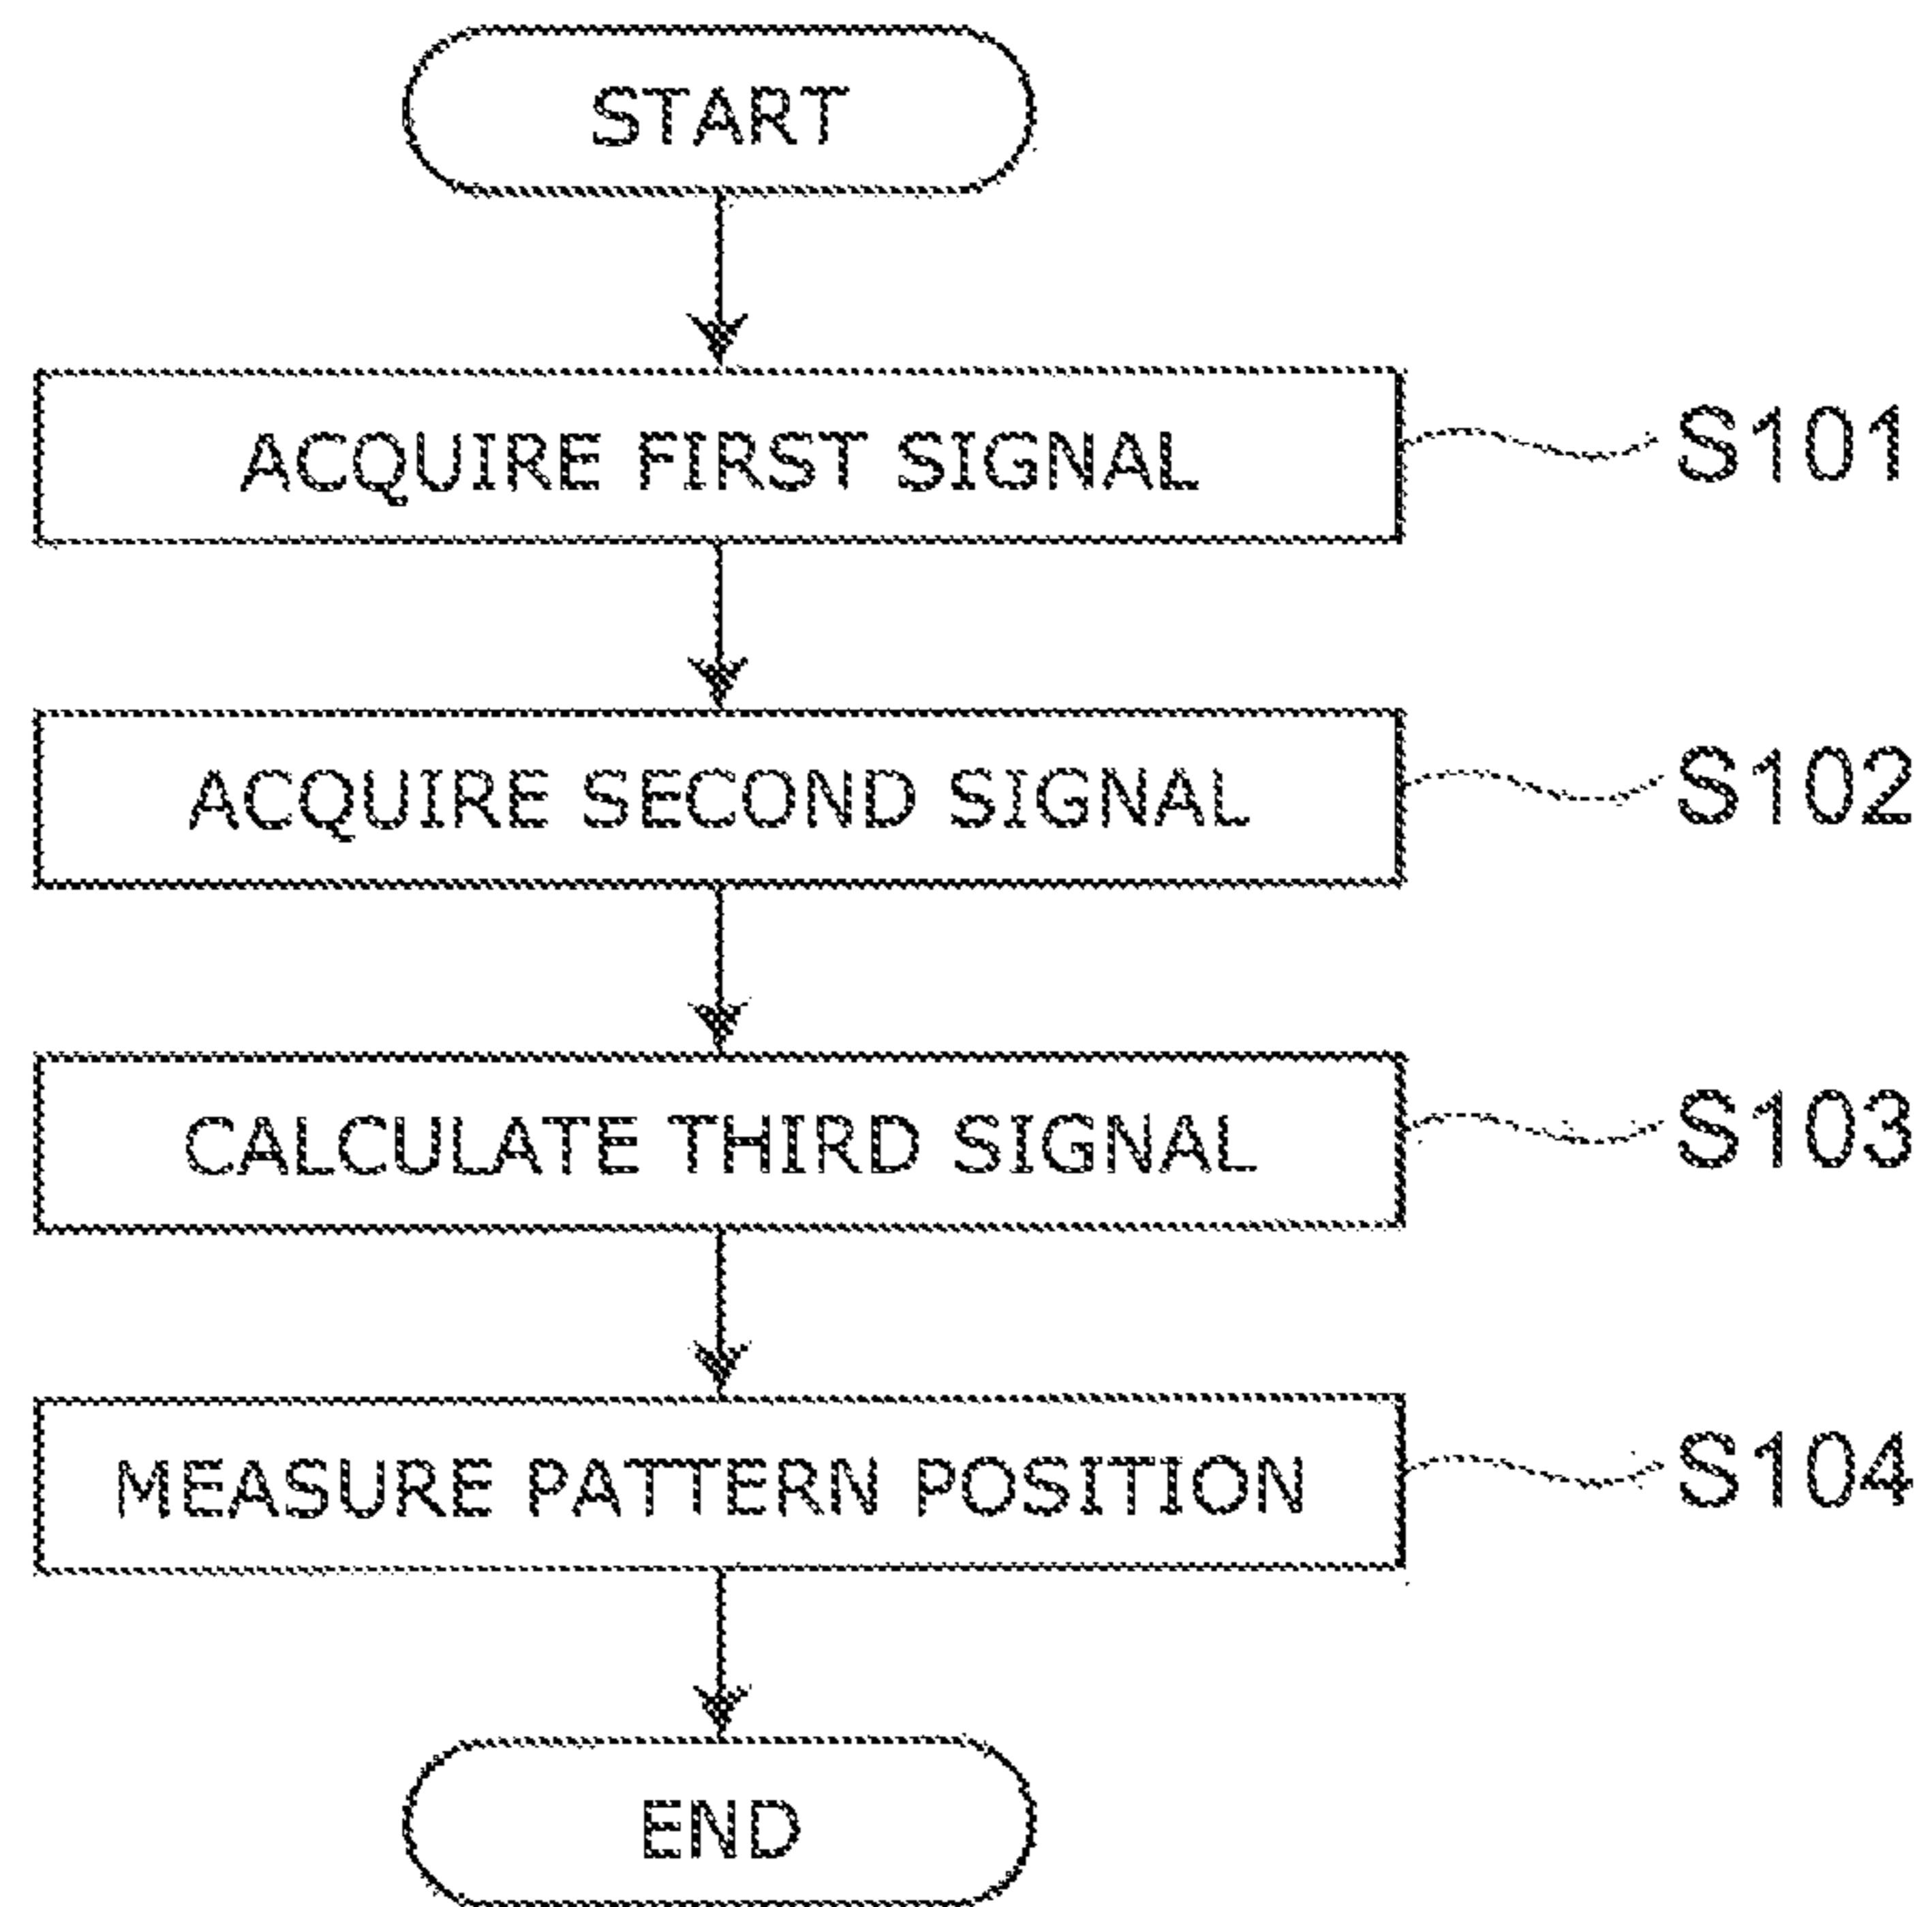 START
ACQUIRE FIRST SIGNAL S101
ACQUIRE SECOND SIGNAL S102
CALCULATE THIRD SIGNAL S103
MEASURE PATTERN POSITION S104
END